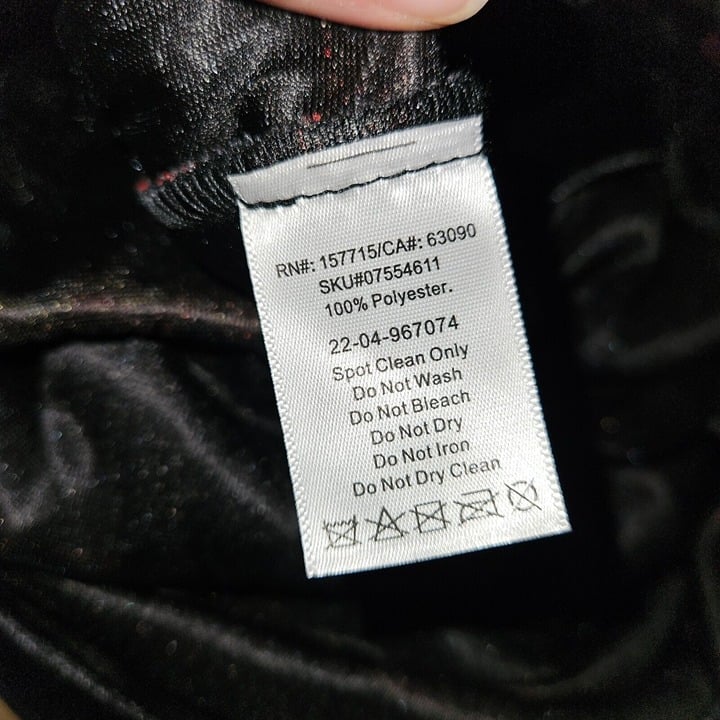 RN#: 157715/CA#: 63090
SKU#07554611
100% Polyester.
22-04-967074
Spot Clean Only
Do Not Wash
Do Not Bleach
Do Not Dry
Do Not Iron
Do Not Dry Clean